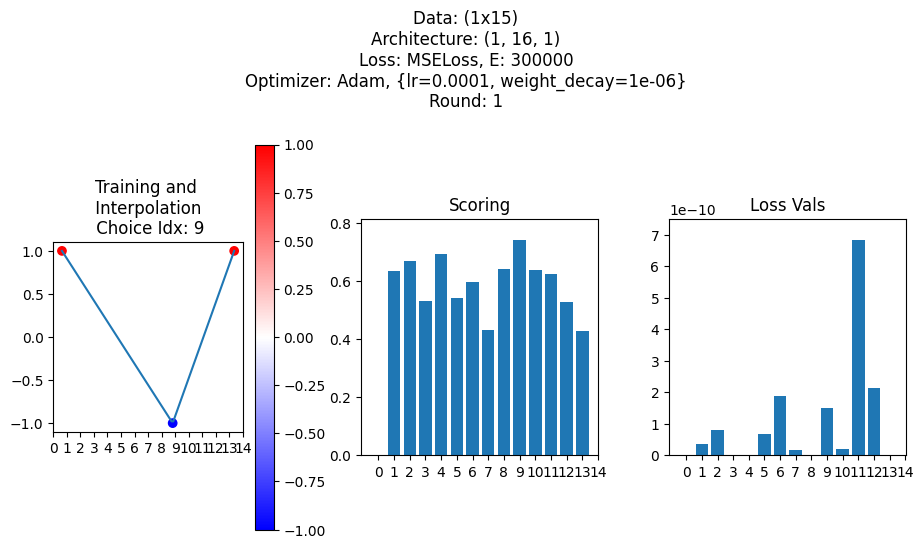 Data: (1x15)
Architecture: (1, 16, 1)
Loss: MSELoss, E: 300000
Optimizer: Adam, {lr=0.0001, weight_decay=1e-06}
Round: 1
Training and
Interpolation
Choice Idx: 9
1.0
0.5
0.0
−0.5
−1.0
0 1 2 3 4 5 6 7 8 9 10 11 12 13 14
1.00
0.75
0.50
0.25
0.00
−0.25
−0.50
−0.75
−1.00
Scoring
0.8
0.6
0.4
0.2
0.0
0 1 2 3 4 5 6 7 8 9 10 11 12 13 14
Loss Vals
1e−10
7
6
5
4
3
2
1
0
0 1 2 3 4 5 6 7 8 9 10 11 12 13 14